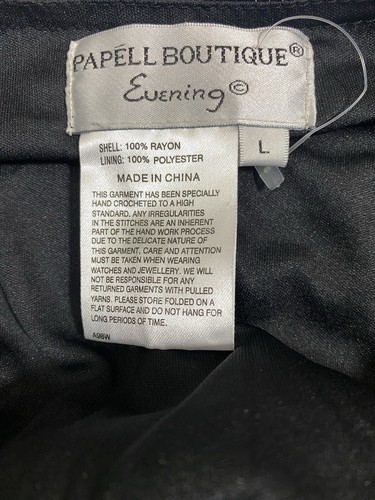 PAPÉLL BOUTIQUE®
Evening©
L
SHELL: 100% RAYON
LINING: 100% POLYESTER
MADE IN CHINA
THIS GARMENT HAS BEEN SPECIALLY
HAND CROCHETED TO A HIGH
STANDARD. ANY IRREGULARITIES
IN THE STITCHES ARE AN INHERENT
PART OF THE HAND WORK PROCESS
DUE TO THE DELICATE NATURE OF
THIS GARMENT, CARE AND ATTENTION
MUST BE TAKEN WHEN WEARING
WATCHES AND JEWELLERY. WE WILL
NOT BE RESPONSIBLE FOR ANY
RETURNED GARMENTS WITH PULLED
YARNS. PLEASE STORE FOLDED ON A
FLAT SURFACE AND DO NOT HANG FOR
LONG PERIODS OF TIME.
A98W